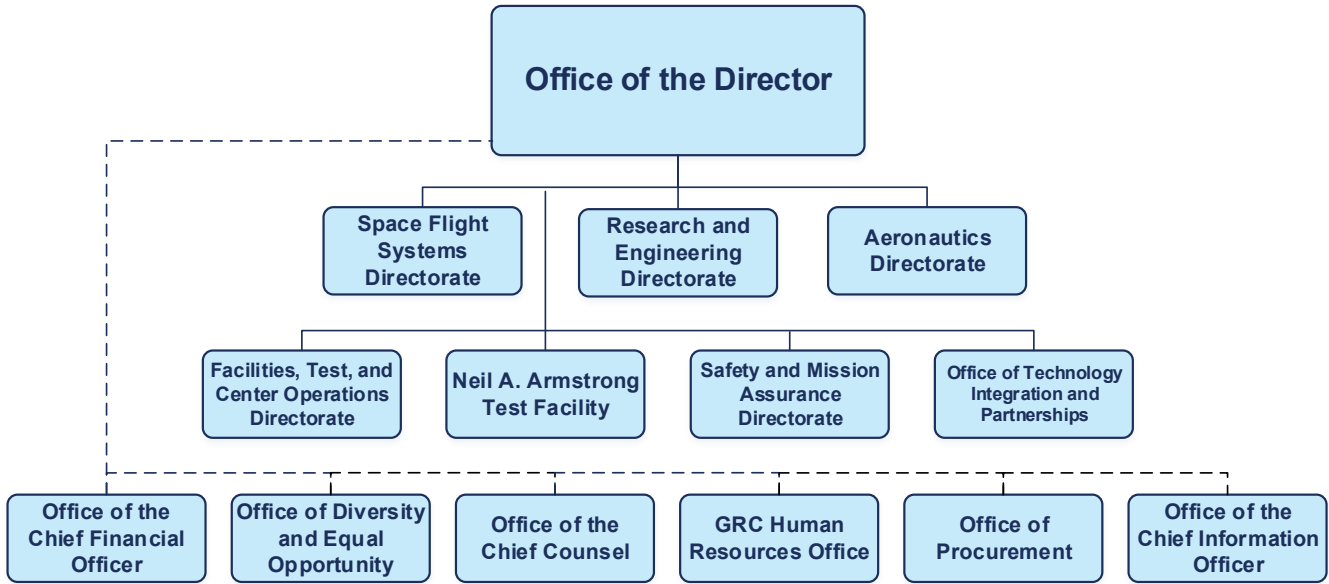 Office of the Director
Space Flight
Systems
Directorate
Research and
Engineering
Directorate
Aeronautics
Directorate
Facilities, Test, and
Center Operations
Directorate
Neil A. Armstrong
Test Facility
Safety and Mission
Assurance
Directorate
Office of Technology
Integration and
Partnerships
Office of the
Chief Financial
Officer
Office of Diversity
and Equal
Opportunity
Office of the
Chief Counsel
GRC Human
Resources Office
Office of
Procurement
Office of the
Chief Information
Officer